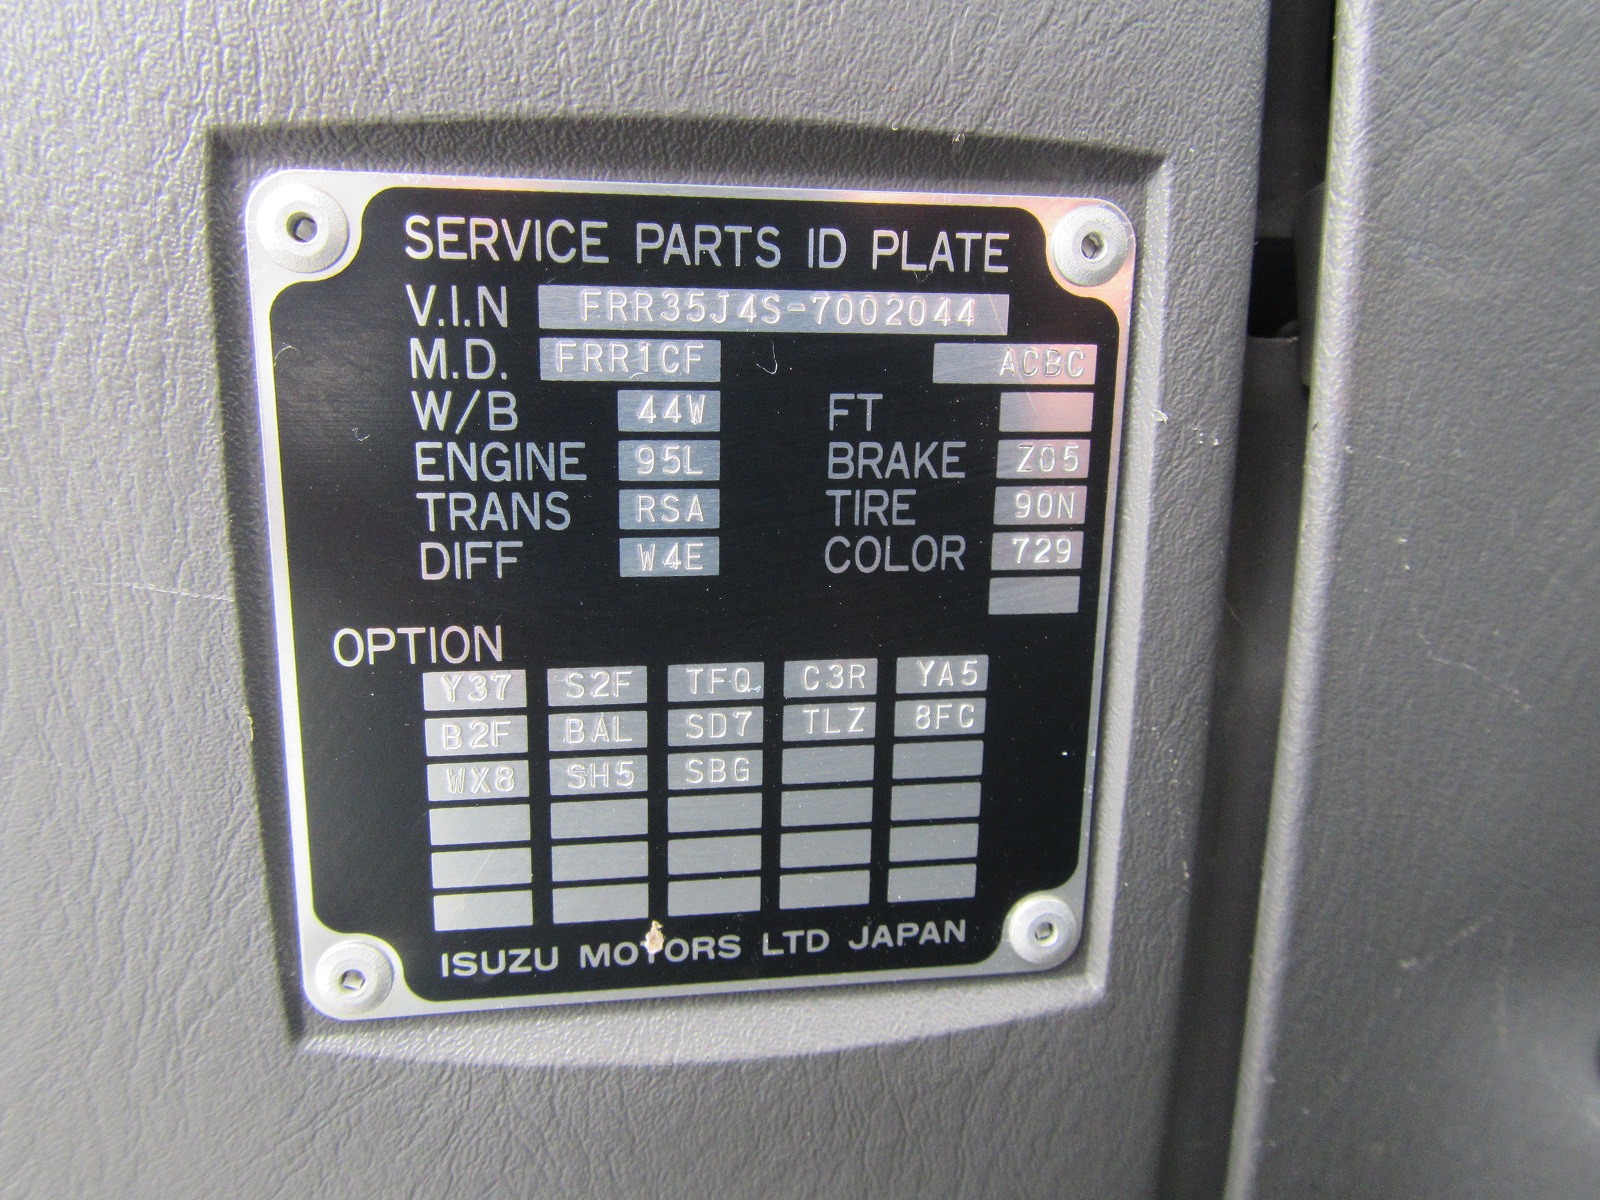 SERVICE PARTS ID PLATE
V.I.N FRR35J4S-7002044
M.D. FRR1CF ACBC
W/B 44W FT
ENGINE 95L BRAKE Z05
TRANS RSA TIRE 90N
DIFF W4E COLOR 729
OPTION
Y37 S2F TFQ C3R YA5
B2F BAL SD7 TLZ 8FC
WX8 SH5 SBG
ISUZU MOTORS LTD JAPAN